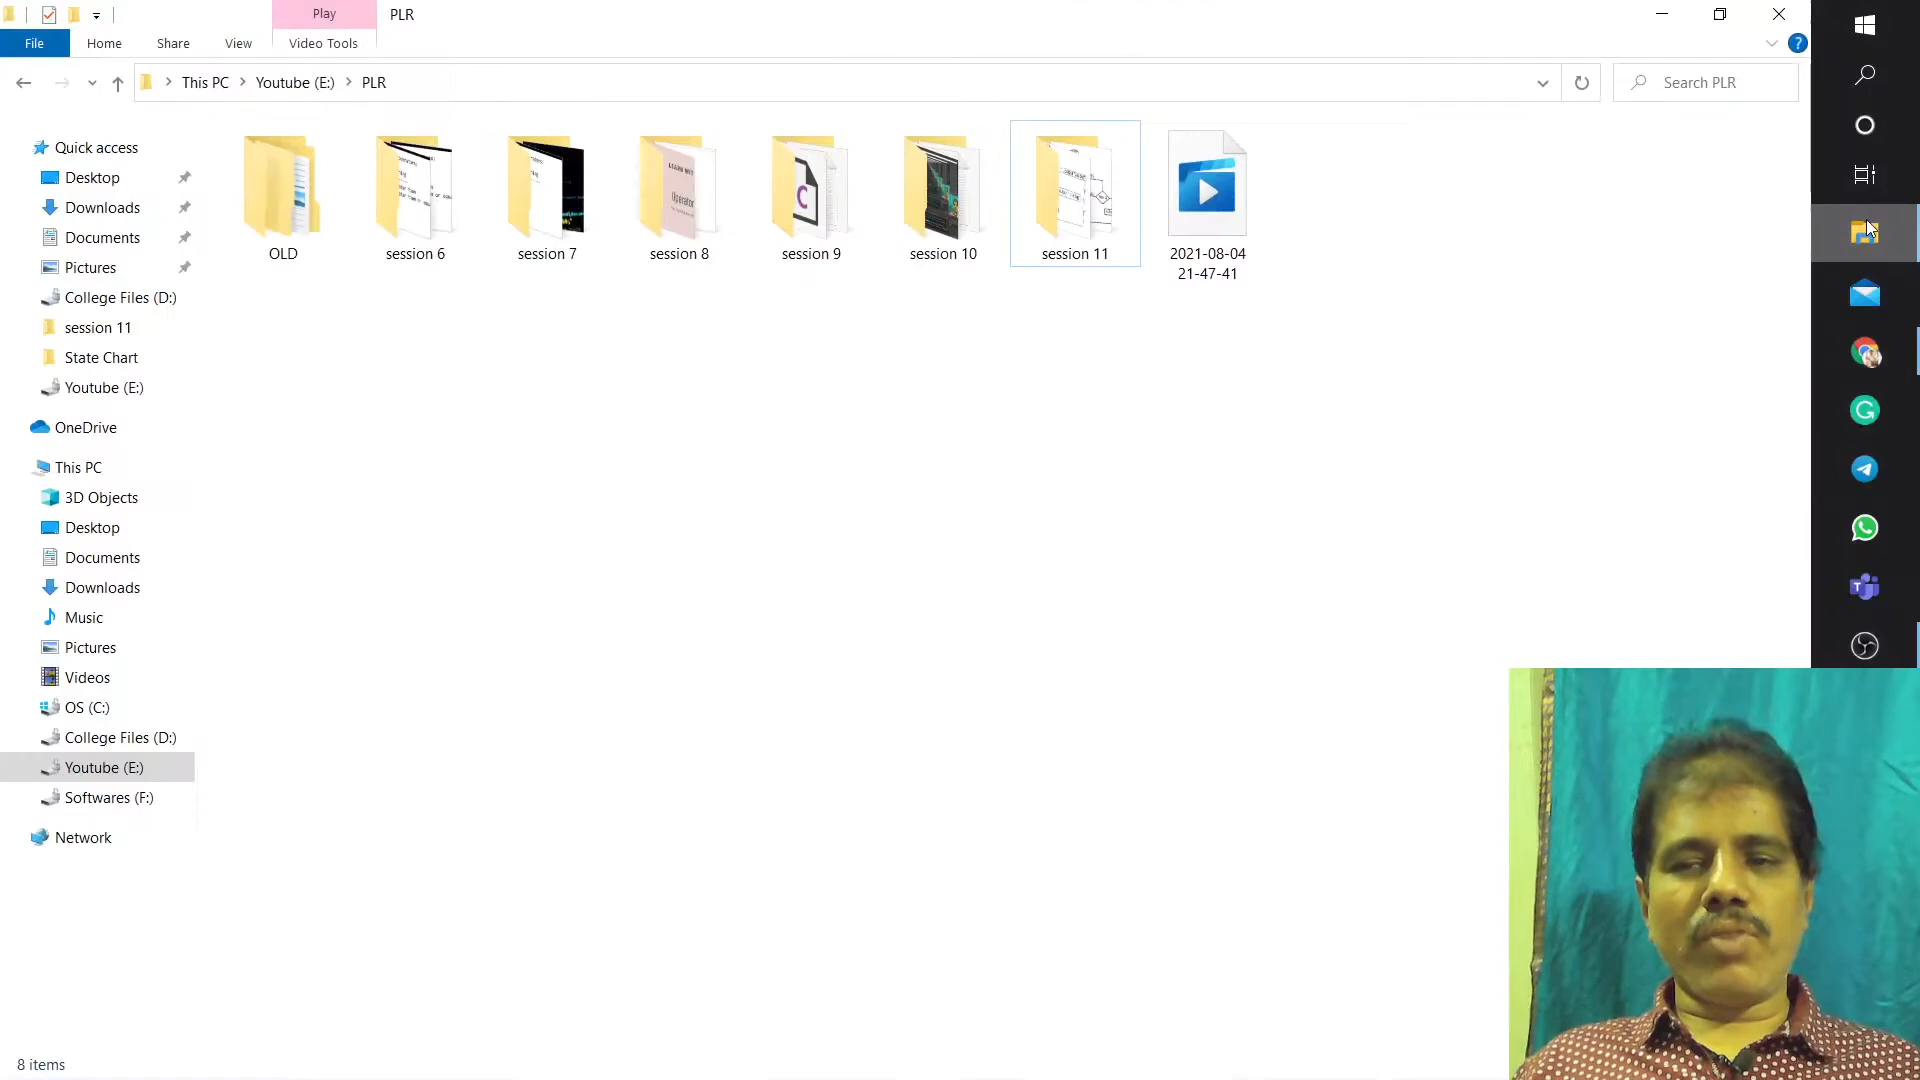 Play
PLR
File
Home
Share
View
Video Tools
This PC
Youtube (E:)
PLR
Search PLR
Quick access
Desktop
Downloads
Documents
Pictures
College Files (D:)
session 11
State Chart
Youtube (E:)
OneDrive
This PC
3D Objects
Desktop
Documents
Downloads
Music
Pictures
Videos
OS (C:)
College Files (D:)
Youtube (E:)
Softwares (F:)
Network
OLD
session 6
session 7
session 8
session 9
session 10
session 11
2021-08-04
21-47-41
8 items